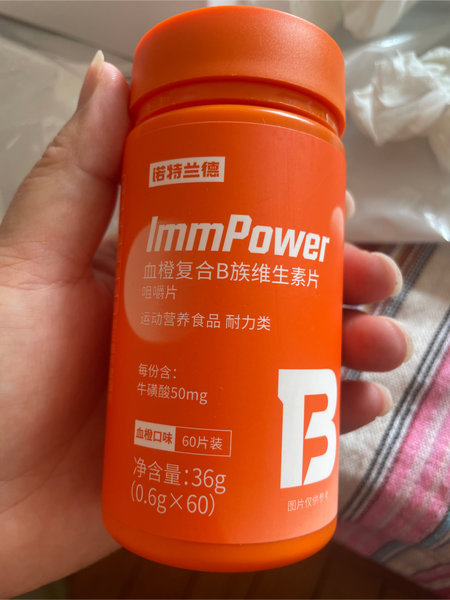 诺特兰德
ImmPower
血橙复合B族维生素片
咀嚼片
运动营养食品 耐力类
每份含：
牛磺酸50mg
血橙口味 60片装
净含量：36g
(0.6g×60)
B
图片仅供参考